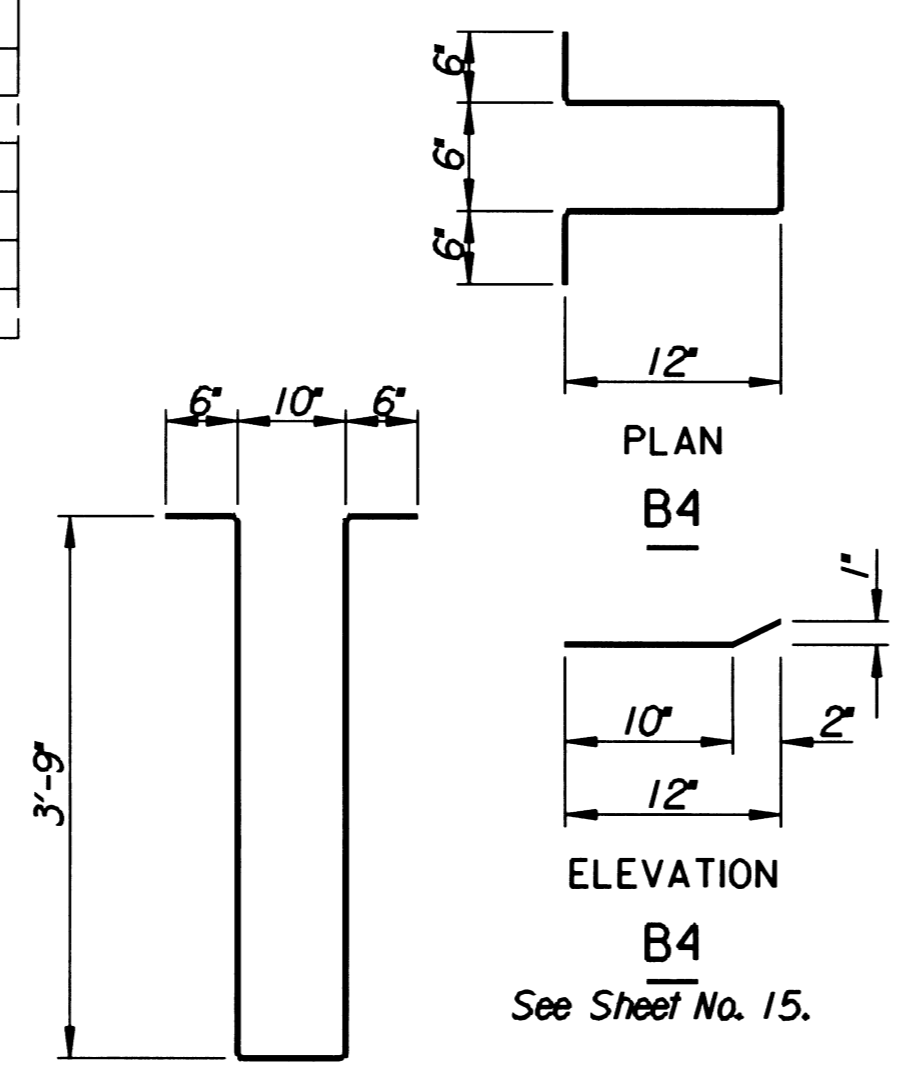 6"
6"
6"
12"
PLAN
B4
6" 10" 6"
3'-9"
1"
10" 2"
12"
ELEVATION
B4
See Sheet No. 15.